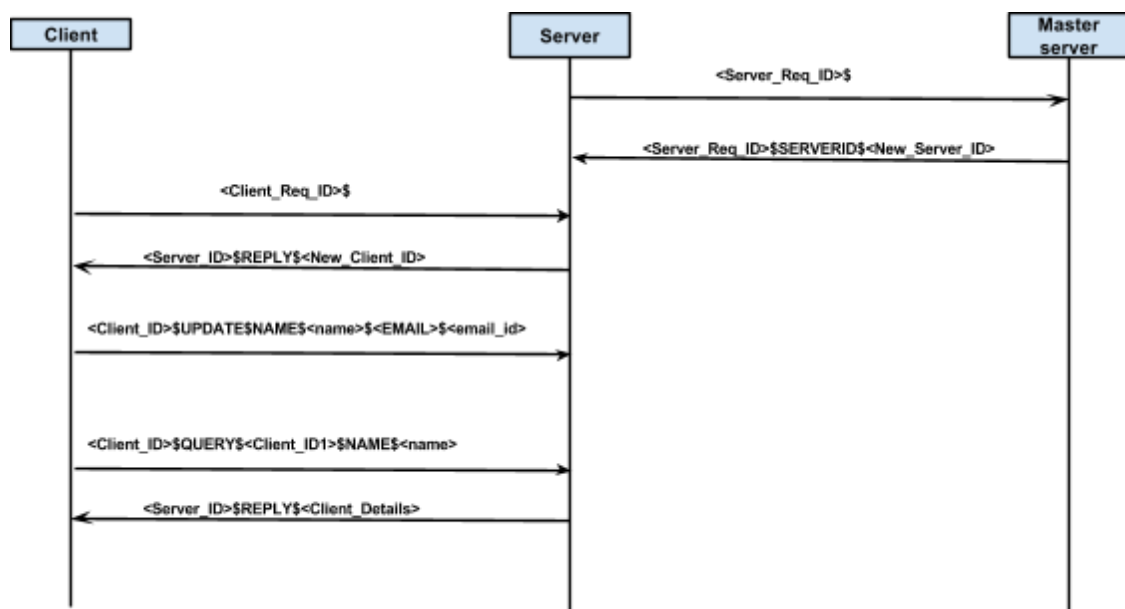 Client
Server
Master
server
<Server_Req_ID>$
<Server_Req_ID>$SERVERID$<New_Server_ID>
<Client_Req_ID>$
<Server_ID>$REPLY$<New_Client_ID>
<Client_ID>$UPDATE$NAME$<name>$<EMAIL>$<email_id>
<Client_ID>$QUERY$<Client_ID1>$NAME$<name>
<Server_ID>$REPLY$<Client_Details>